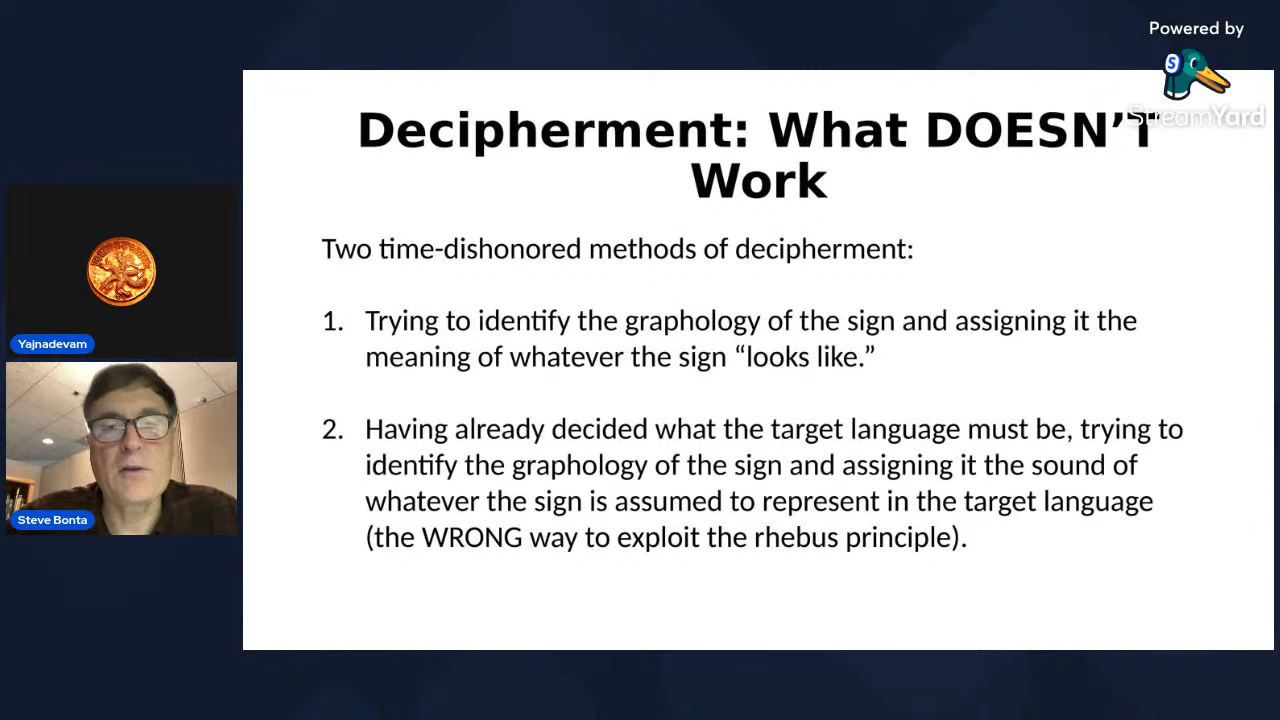 Powered by
StreamYard
Decipherment: What DOESN’T
Work
Two time-dishonored methods of decipherment:
1. Trying to identify the graphology of the sign and assigning it the
meaning of whatever the sign “looks like.”
2. Having already decided what the target language must be, trying to
identify the graphology of the sign and assigning it the sound of
whatever the sign is assumed to represent in the target language
(the WRONG way to exploit the rhebus principle).
Yajnadevam
Steve Bonta